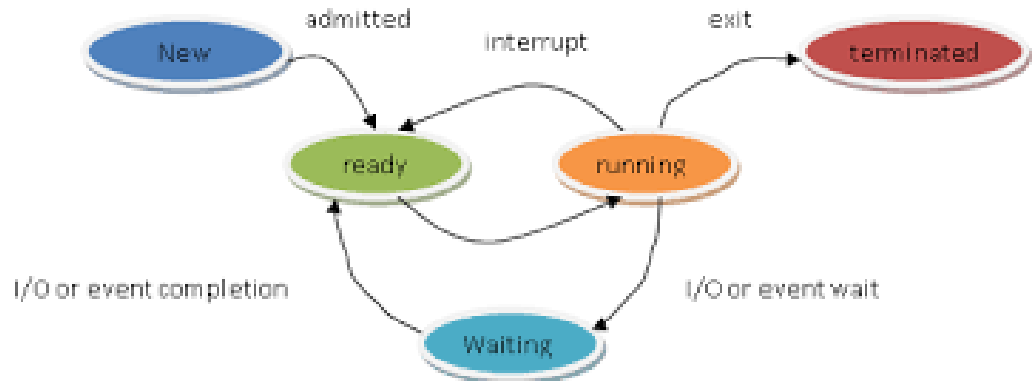 admitted
exit
New
interrupt
terminated
ready
running
I/O or event completion
I/O or event wait
Waiting